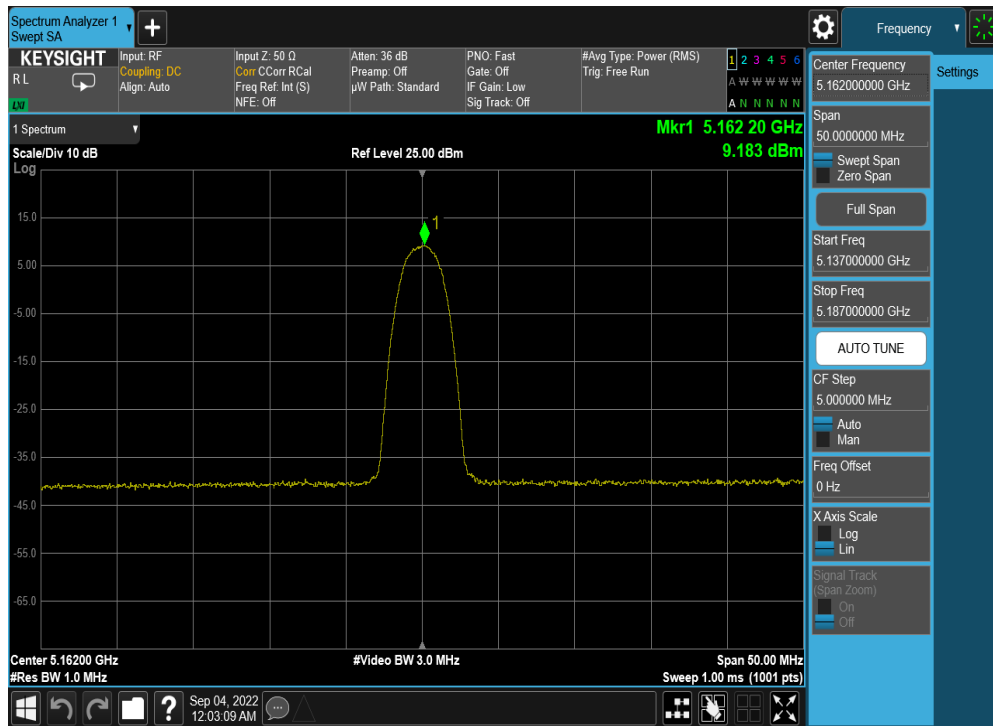 Spectrum Analyzer 1
Swept SA
Frequency
KEYSIGHT
R L
LXI
Input: RF
Coupling: DC
Align: Auto
Input Z: 50 Ω
Corr CCorr RCal
Freq Ref: Int (S)
NFE: Off
Atten: 36 dB
Preamp: Off
µW Path: Standard
PNO: Fast
Gate: Off
IF Gain: Low
Sig Track: Off
#Avg Type: Power (RMS)
Trig: Free Run
1 2 3 4 5 6
A W W W W W
A N N N N N
Center Frequency
5.162000000 GHz
Settings
1 Spectrum
Mkr1 5.162 20 GHz
Scale/Div 10 dB
Ref Level 25.00 dBm
9.183 dBm
Log
1
15.0
5.00
-5.00
-15.0
-25.0
-35.0
-45.0
-55.0
-65.0
Span
50.0000000 MHz
Swept Span
Zero Span
Full Span
Start Freq
5.137000000 GHz
Stop Freq
5.187000000 GHz
AUTO TUNE
CF Step
5.000000 MHz
Auto
Man
Freq Offset
0 Hz
X Axis Scale
Log
Lin
Signal Track
(Span Zoom)
On
Off
Center 5.16200 GHz
#Video BW 3.0 MHz
Span 50.00 MHz
#Res BW 1.0 MHz
Sweep 1.00 ms (1001 pts)
?
Sep 04, 2022
12:03:09 AM